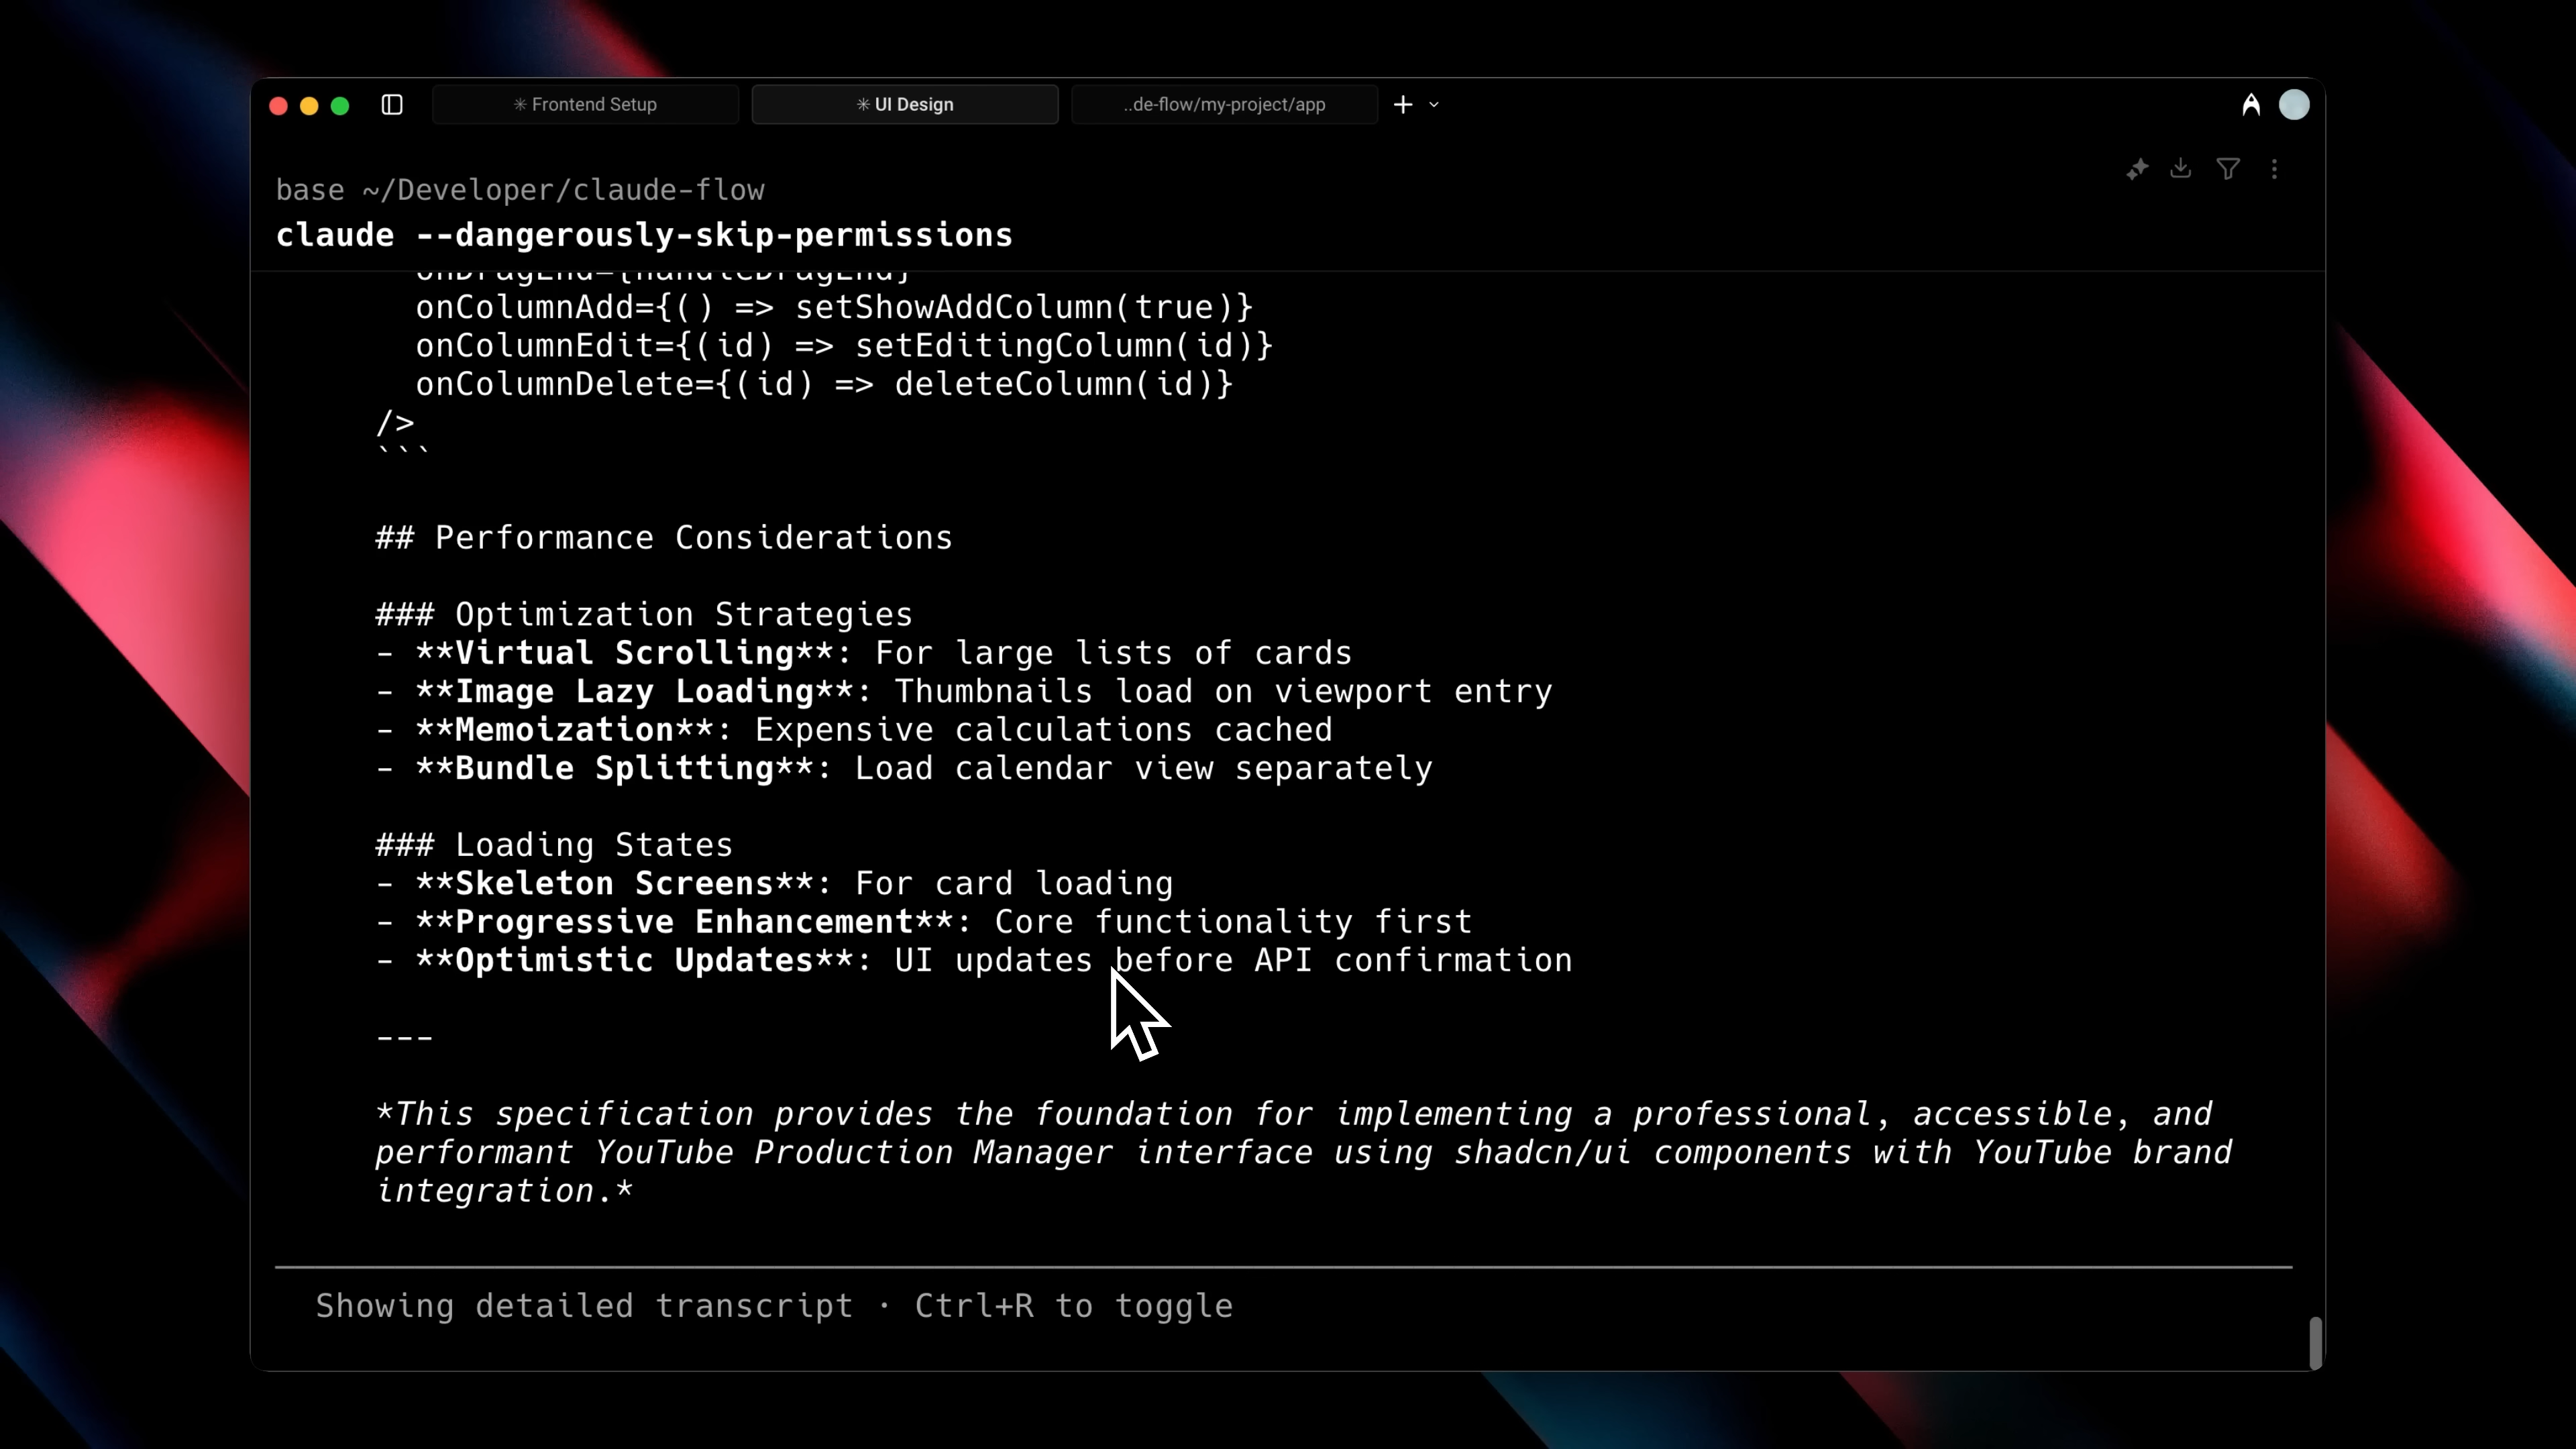 ✳ Frontend Setup
✳ UI Design
..de-flow/my-project/app
base ~/Developer/claude-flow
claude --dangerously-skip-permissions
onDragEnd={handleDragEnd}
onColumnAdd={() => setShowAddColumn(true)}
onColumnEdit={(id) => setEditingColumn(id)}
onColumnDelete={(id) => deleteColumn(id)}
/>
```
## Performance Considerations
### Optimization Strategies
- **Virtual Scrolling**: For large lists of cards
- **Image Lazy Loading**: Thumbnails load on viewport entry
- **Memoization**: Expensive calculations cached
- **Bundle Splitting**: Load calendar view separately
### Loading States
- **Skeleton Screens**: For card loading
- **Progressive Enhancement**: Core functionality first
- **Optimistic Updates**: UI updates before API confirmation
---
*This specification provides the foundation for implementing a professional, accessible, and
performant YouTube Production Manager interface using shadcn/ui components with YouTube brand
integration.*
Showing detailed transcript · Ctrl+R to toggle